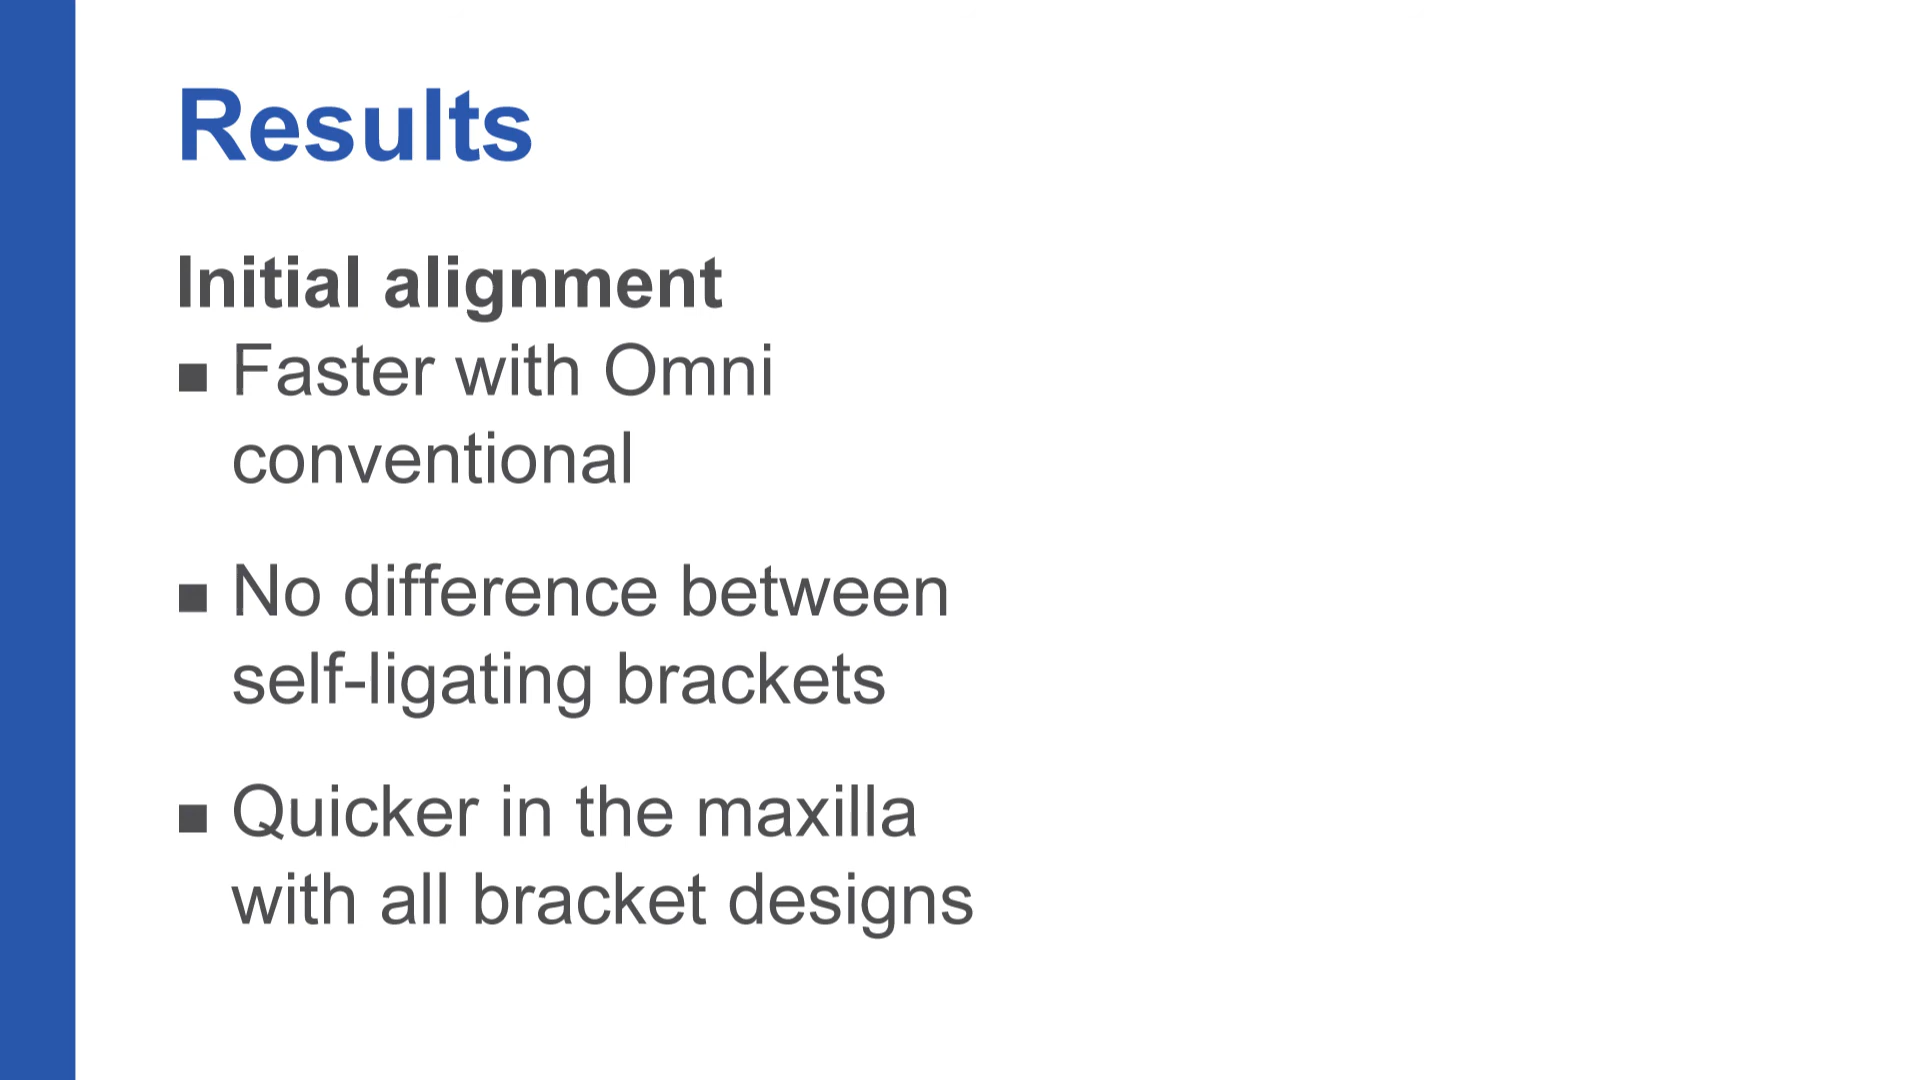 Results
Initial alignment
▪ Faster with Omni
conventional
▪ No difference between
self-ligating brackets
▪ Quicker in the maxilla
with all bracket designs